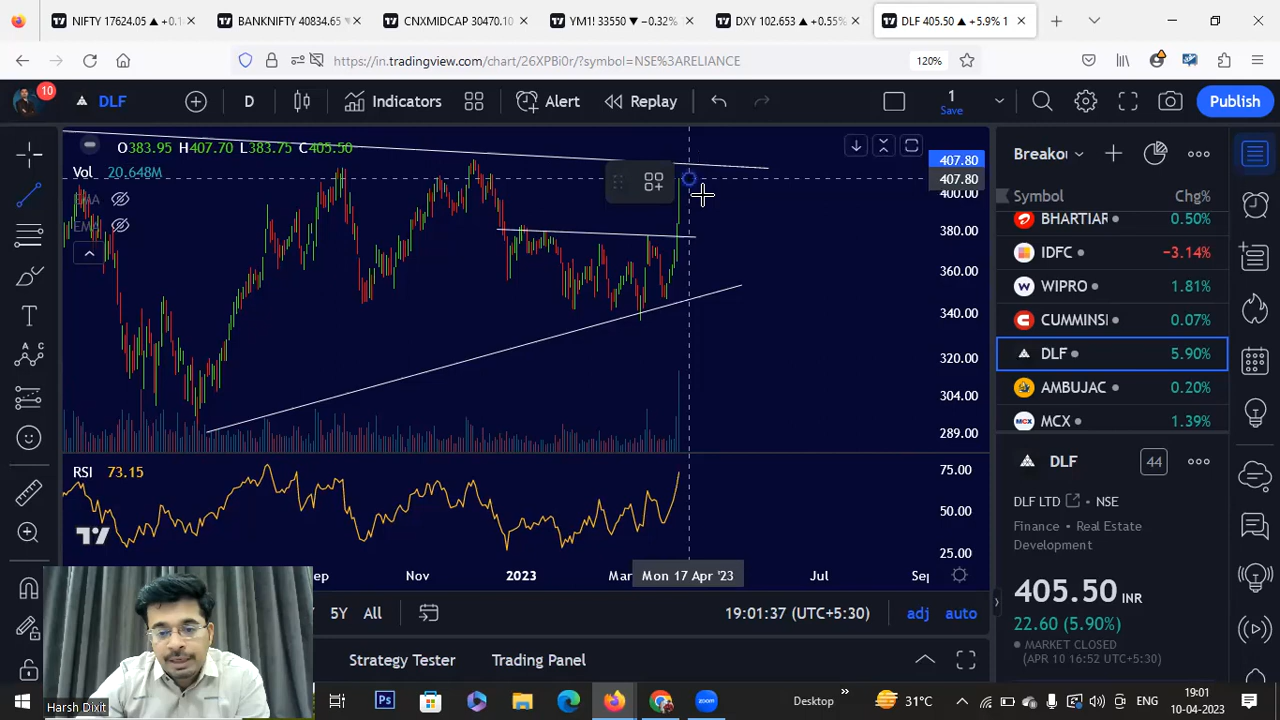 NIFTY 17624.05 ▲ +0.1
BANKNIFTY 40834.65 ▼
CNXMIDCAP 30470.10
YM1! 33550 ▼ −0.32%
DXY 102.653 ▲ +0.55%
DLF 405.50 ▲ +5.9% 1
https://in.tradingview.com/chart/26XPBi0r/?symbol=NSE%3ARELIANCE
120%
10
DLF
D
Indicators
Alert
Replay
1
Save
Publish
O383.95 H407.70 L383.75 C405.50
Vol 20.648M
EMA
EMA
407.80
407.80
400.00
380.00
360.00
340.00
320.00
304.00
289.00
RSI 73.15
75.00
50.00
25.00
Sep
Nov
2023
Mar
Mon 17 Apr '23
Jul
Sep
Breakou
Symbol
Chg%
BHARTIAR 0.50%
IDFC −3.14%
WIPRO 1.81%
CUMMINSI 0.07%
DLF 5.90%
AMBUJAC 0.20%
MCX 1.39%
DLF
44
DLF LTD • NSE
Finance • Real Estate
Development
405.50 INR
22.60 (5.90%)
MARKET CLOSED
(APR 10 16:52 UTC+5:30)
5Y
All
19:01:37 (UTC+5:30)
adj
auto
Strategy Tester
Trading Panel
Harsh Dixit
Ps
zoom
Desktop
31°C
ENG
19:01
10-04-2023